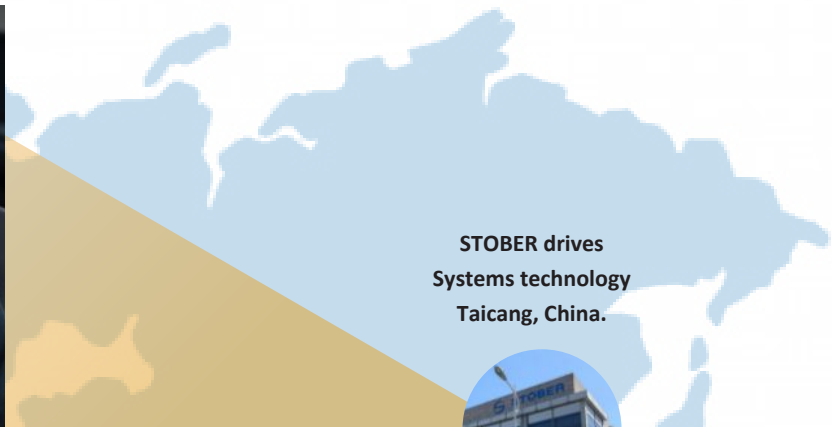 STOBER drives
Systems technology
Taicang, China.
STOBER